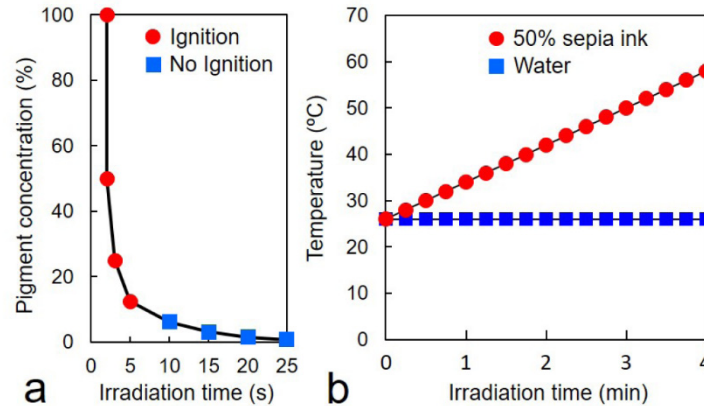 100
80
60
40
20
0
Pigment concentration (%)
Ignition
No Ignition
0 5 10 15 20 25
Irradiation time (s)
a
70
60
50
40
30
20
10
0
Temperature (ºC)
50% sepia ink
Water
0 1 2 3 4
Irradiation time (min)
b